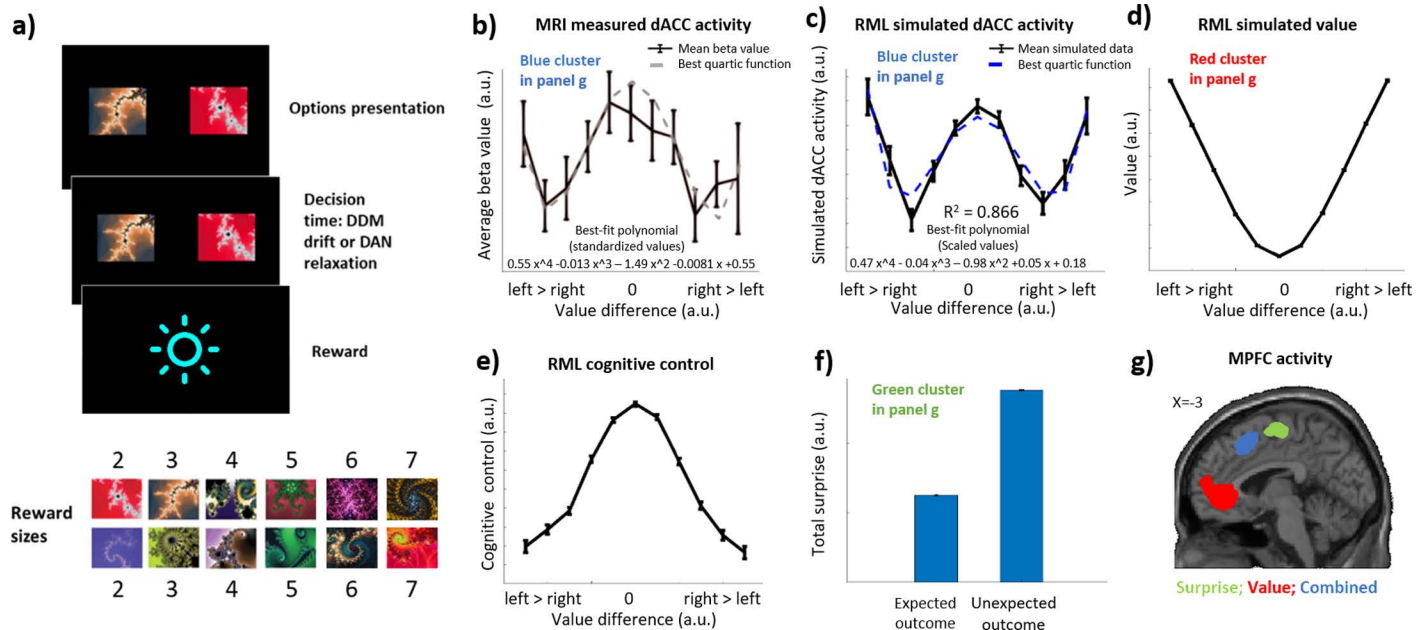 a)
Options presentation
Decision
time: DDM
drift or DAN
relaxation
Reward
2 3 4 5 6 7
Reward
sizes
2 3 4 5 6 7
b)
MRI measured dACC activity
Mean beta value
Best quartic function
Blue cluster
in panel g
Average beta value (a.u.)
Best-fit polynomial
(standardized values)
0.55 x^4 -0.013 x^3 – 1.49 x^2 -0.0081 x +0.55
left > right 0 right > left
Value difference (a.u.)
c)
RML simulated dACC activity
Mean simulated data
Best quartic function
Blue cluster
in panel g
Simulated dACC activity (a.u.)
R² = 0.866
Best-fit polynomial
(Scaled values)
0.47 x^4 - 0.04 x^3 – 0.98 x^2 +0.05 x + 0.18
left > right 0 right > left
Value difference (a.u.)
d)
RML simulated value
Red cluster
in panel g
Value (a.u.)
left > right 0 right > left
Value difference (a.u.)
e)
RML cognitive control
Cognitive control (a.u.)
left > right 0 right > left
Value difference (a.u.)
f)
Green cluster
in panel g
Total surprise (a.u.)
Expected
outcome
Unexpected
outcome
g)
MPFC activity
X=-3
Surprise; Value; Combined